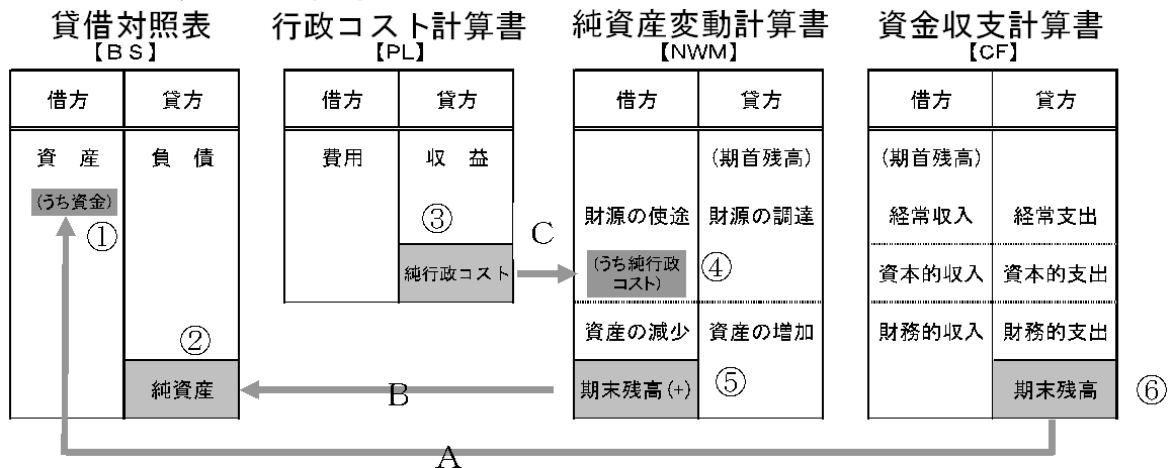 貸借対照表
【BS】
借方 貸方
資 産 負 債
(うち資金)
①
②
純資産
行政コスト計算書
【PL】
借方 貸方
費用 収 益
③
純行政コスト
C
純資産変動計算書
【NWM】
借方 貸方
(期首残高)
財源の使途 財源の調達
(うち純行政
コスト)
④
資産の減少 資産の増加
期末残高(+)
⑤
B
資金収支計算書
【CF】
借方 貸方
(期首残高)
経常収入 経常支出
資本的収入 資本的支出
財務的収入 財務的支出
期末残高
⑥
A